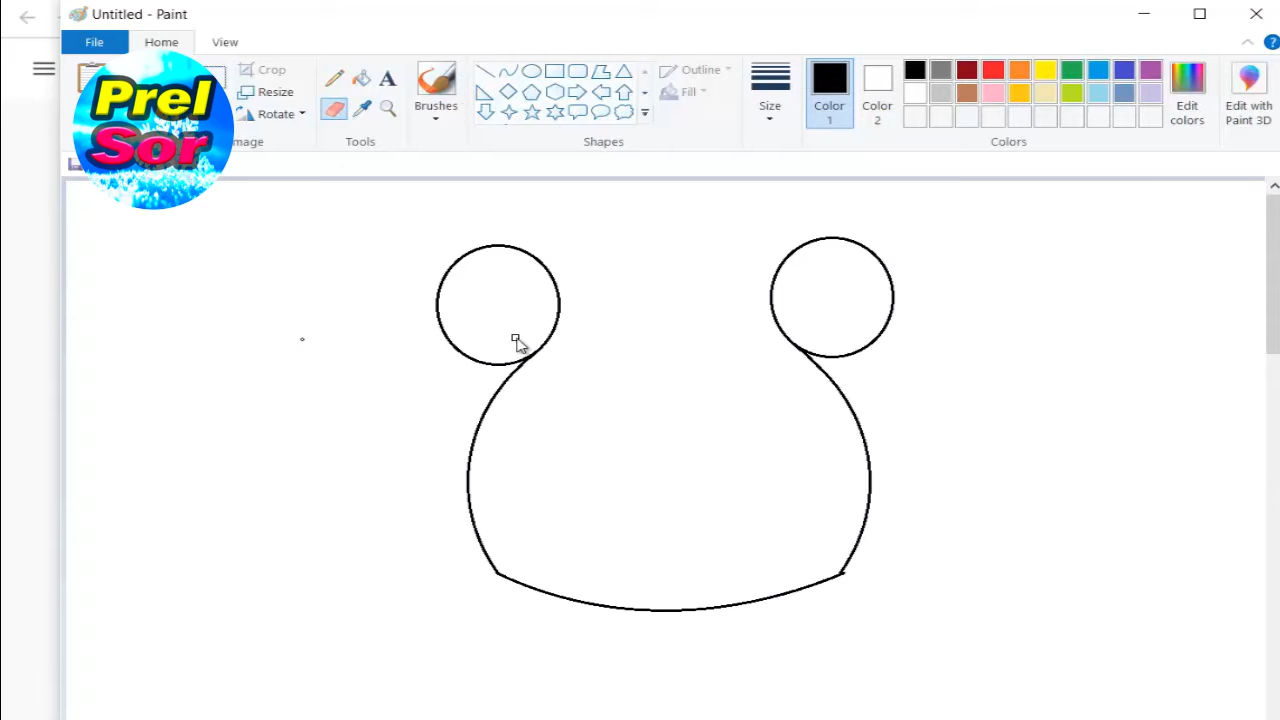 Untitled - Paint
File Home View
Prel
Sor
Crop
Resize
Rotate
mage
A
Tools
Brushes
Outline
Fill
Shapes
Size
Color
1
Color
2
Edit
colors
Edit with
Paint 3D
Colors
?